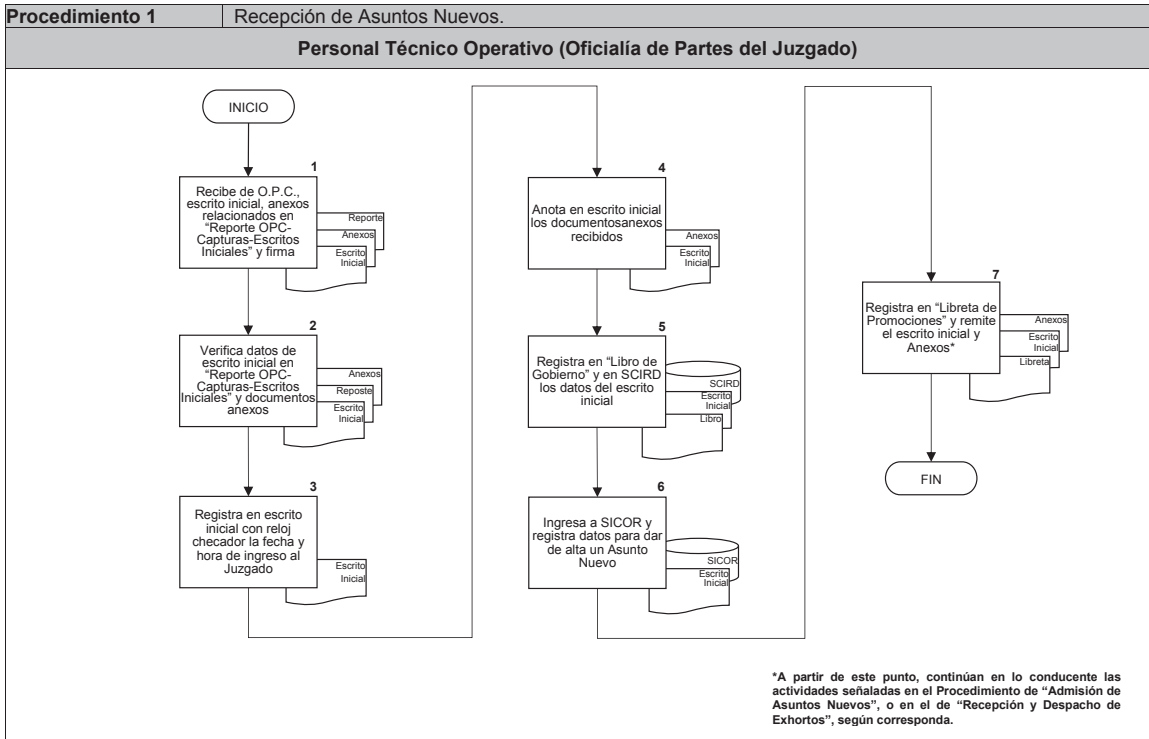 Procedimiento 1 Recepción de Asuntos Nuevos.
Personal Técnico Operativo (Oficialía de Partes del Juzgado)
INICIO
1
Recibe de O.P.C.,
escrito inicial, anexos
relacionados en
“Reporte OPC-
Capturas-Escritos
Iniciales” y firma
Reporte
Anexos
Escrito
Inicial
2
Verifica datos de
escrito inicial en
“Reporte OPC-
Capturas-Escritos
Iniciales” y documentos
anexos
Anexos
Reposte
Escrito
Inicial
3
Registra en escrito
inicial con reloj
checador la fecha y
hora de ingreso al
Juzgado
Escrito
Inicial
4
Anota en escrito inicial
los documentosanexos
recibidos
Anexos
Escrito
Inicial
5
Registra en “Libro de
Gobierno” y en SCIRD
los datos del escrito
inicial
SCIRD
Escrito
Inicial
Libro
6
Ingresa a SICOR y
registra datos para dar
de alta un Asunto
Nuevo
SICOR
Escrito
Inicial
7
Registra en “Libreta de
Promociones” y remite
el escrito inicial y
Anexos*
Anexos
Escrito
Inicial
Libreta
FIN
*A partir de este punto, continúan en lo conducente las
actividades señaladas en el Procedimiento de “Admisión de
Asuntos Nuevos”, o en el de “Recepción y Despacho de
Exhortos”, según corresponda.